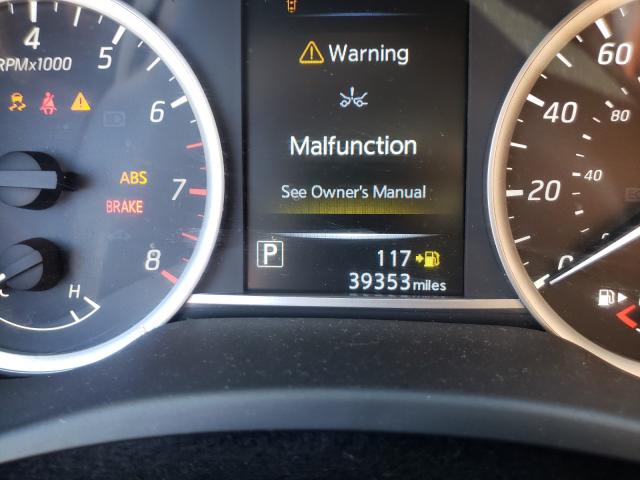 4
5
RPMx1000
6
7
8
ABS
BRAKE
C
H
Warning
Malfunction
See Owner's Manual
P
117
39353 miles
60
80
40
40
20
0